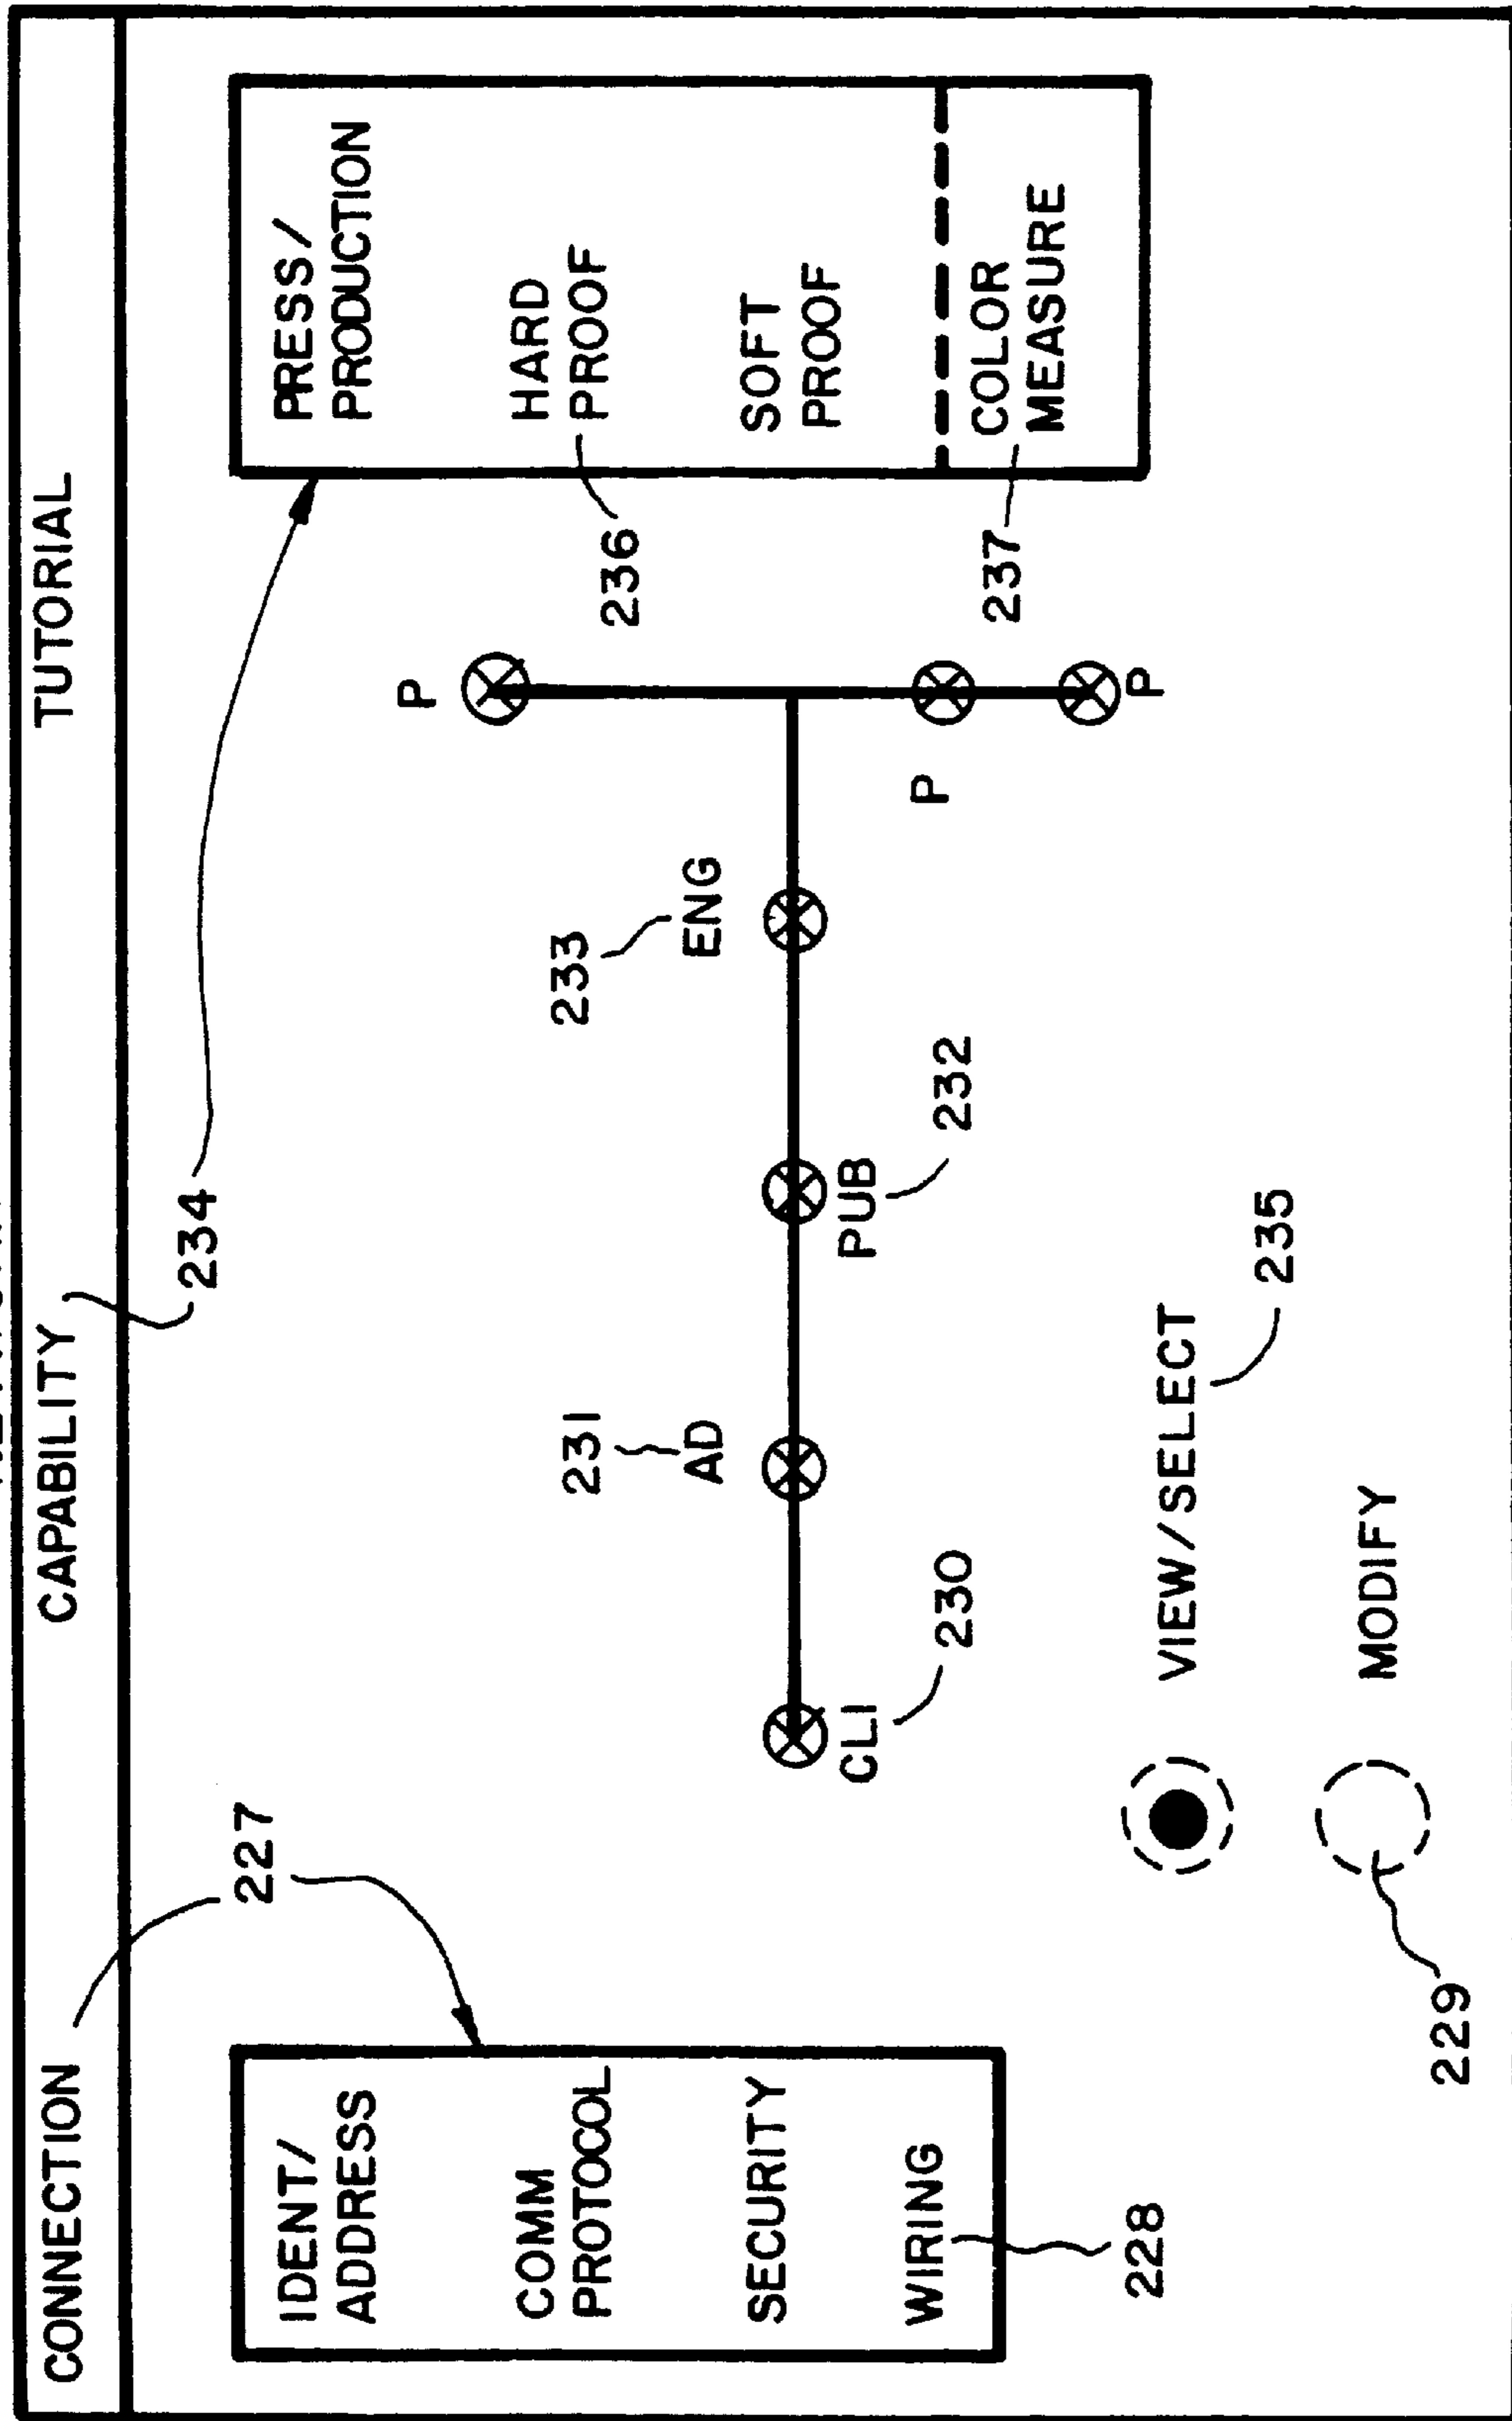 CONNECTION
CAPABILITY
TUTORIAL
227
234
IDENT/
ADDRESS
COMM
PROTOCOL
SECURITY
WIRING
228
PRESS/
PRODUCTION
HARD
PROOF
236
SOFT
PROOF
COLOR
MEASURE
237
P
P
P
231
AD
233
ENG
CLI
230
PUB
232
VIEW/SELECT
235
MODIFY
229